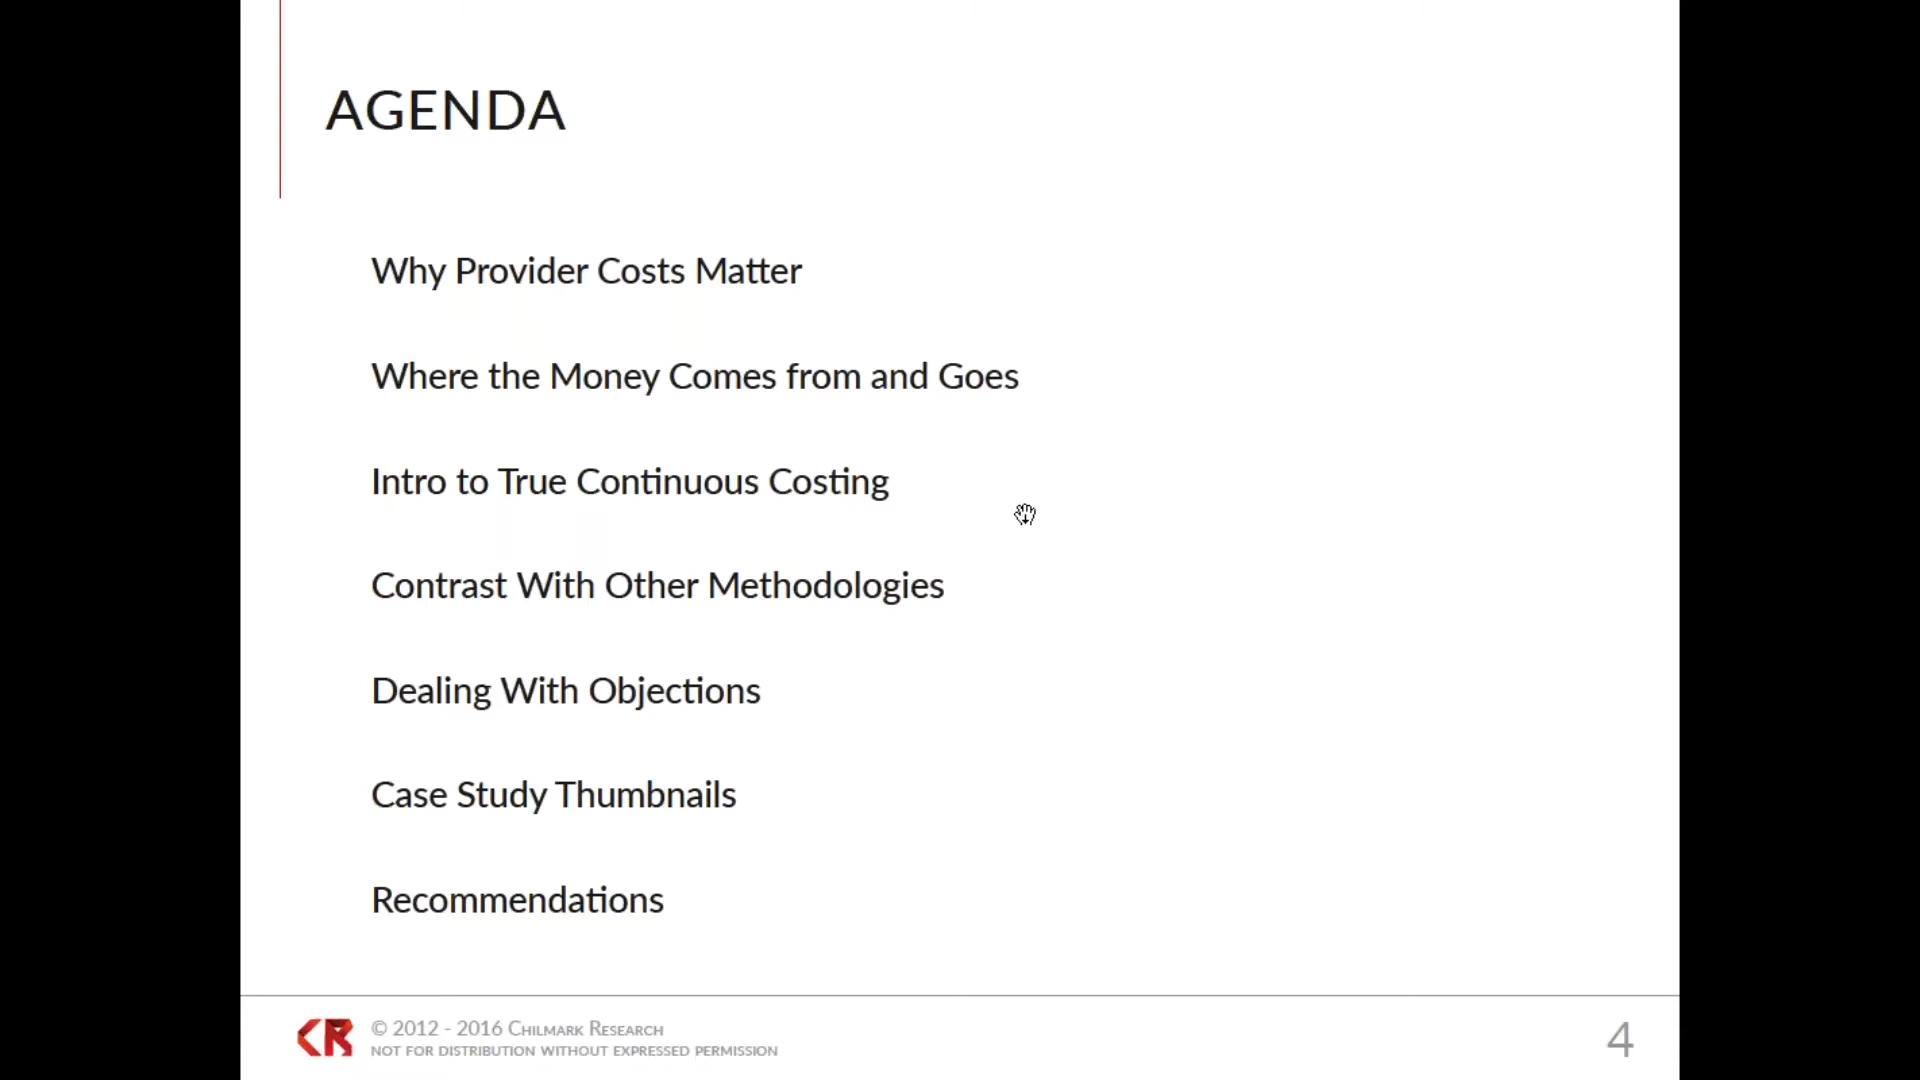 AGENDA
Why Provider Costs Matter
Where the Money Comes from and Goes
Intro to True Continuous Costing
Contrast With Other Methodologies
Dealing With Objections
Case Study Thumbnails
Recommendations
CR © 2012 - 2016 CHILMARK RESEARCH
NOT FOR DISTRIBUTION WITHOUT EXPRESSED PERMISSION
4